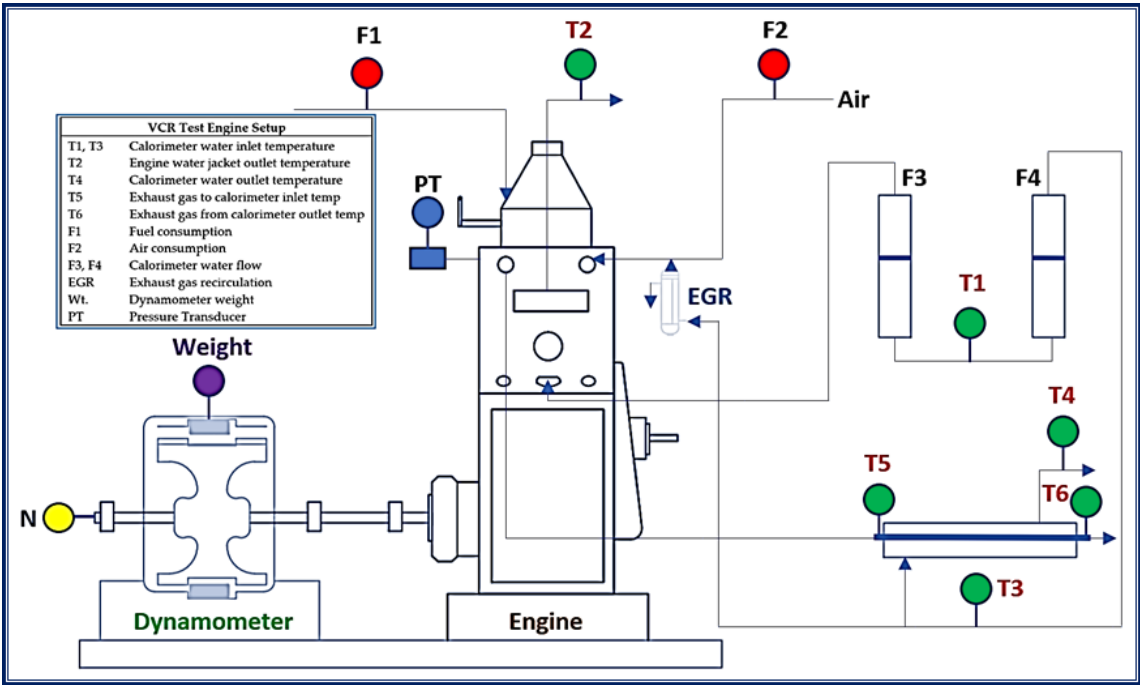 F1
T2
F2
Air
VCR Test Engine Setup
T1, T3 Calorimeter water inlet temperature
T2 Engine water jacket outlet temperature
T4 Calorimeter water outlet temperature
T5 Exhaust gas to calorimeter inlet temp
T6 Exhaust gas from calorimeter outlet temp
F1 Fuel consumption
F2 Air consumption
F3, F4 Calorimeter water flow
EGR Exhaust gas recirculation
Wt. Dynamometer weight
PT Pressure Transducer
PT
F3
F4
T1
EGR
Weight
T4
T5
T6
N
T3
Dynamometer
Engine